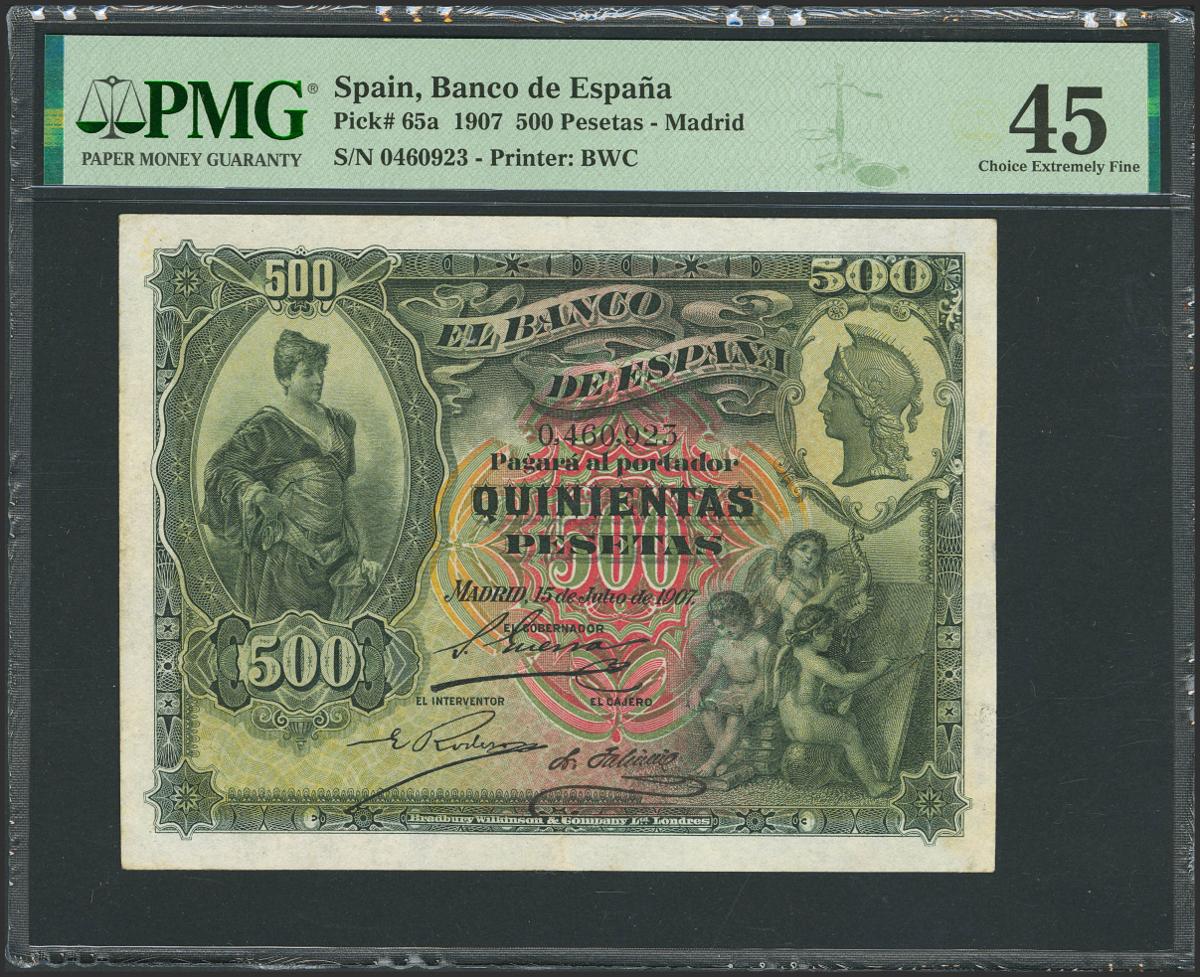 PMG®
PAPER MONEY GUARANTY
Spain, Banco de España
Pick# 65a 1907 500 Pesetas - Madrid
S/N 0460923 - Printer: BWC
45
Choice Extremely Fine
500
500
EL BANCO
DE ESPAÑA
0,460,923
Pagará al portador
QUINIENTAS
500
PESETAS
MADRID, 15 de Julio de 1907.
EL GOBERNADOR
500
EL INTERVENTOR
EL CAJERO
Bradbury Wilkinson & Company Ld. Londres